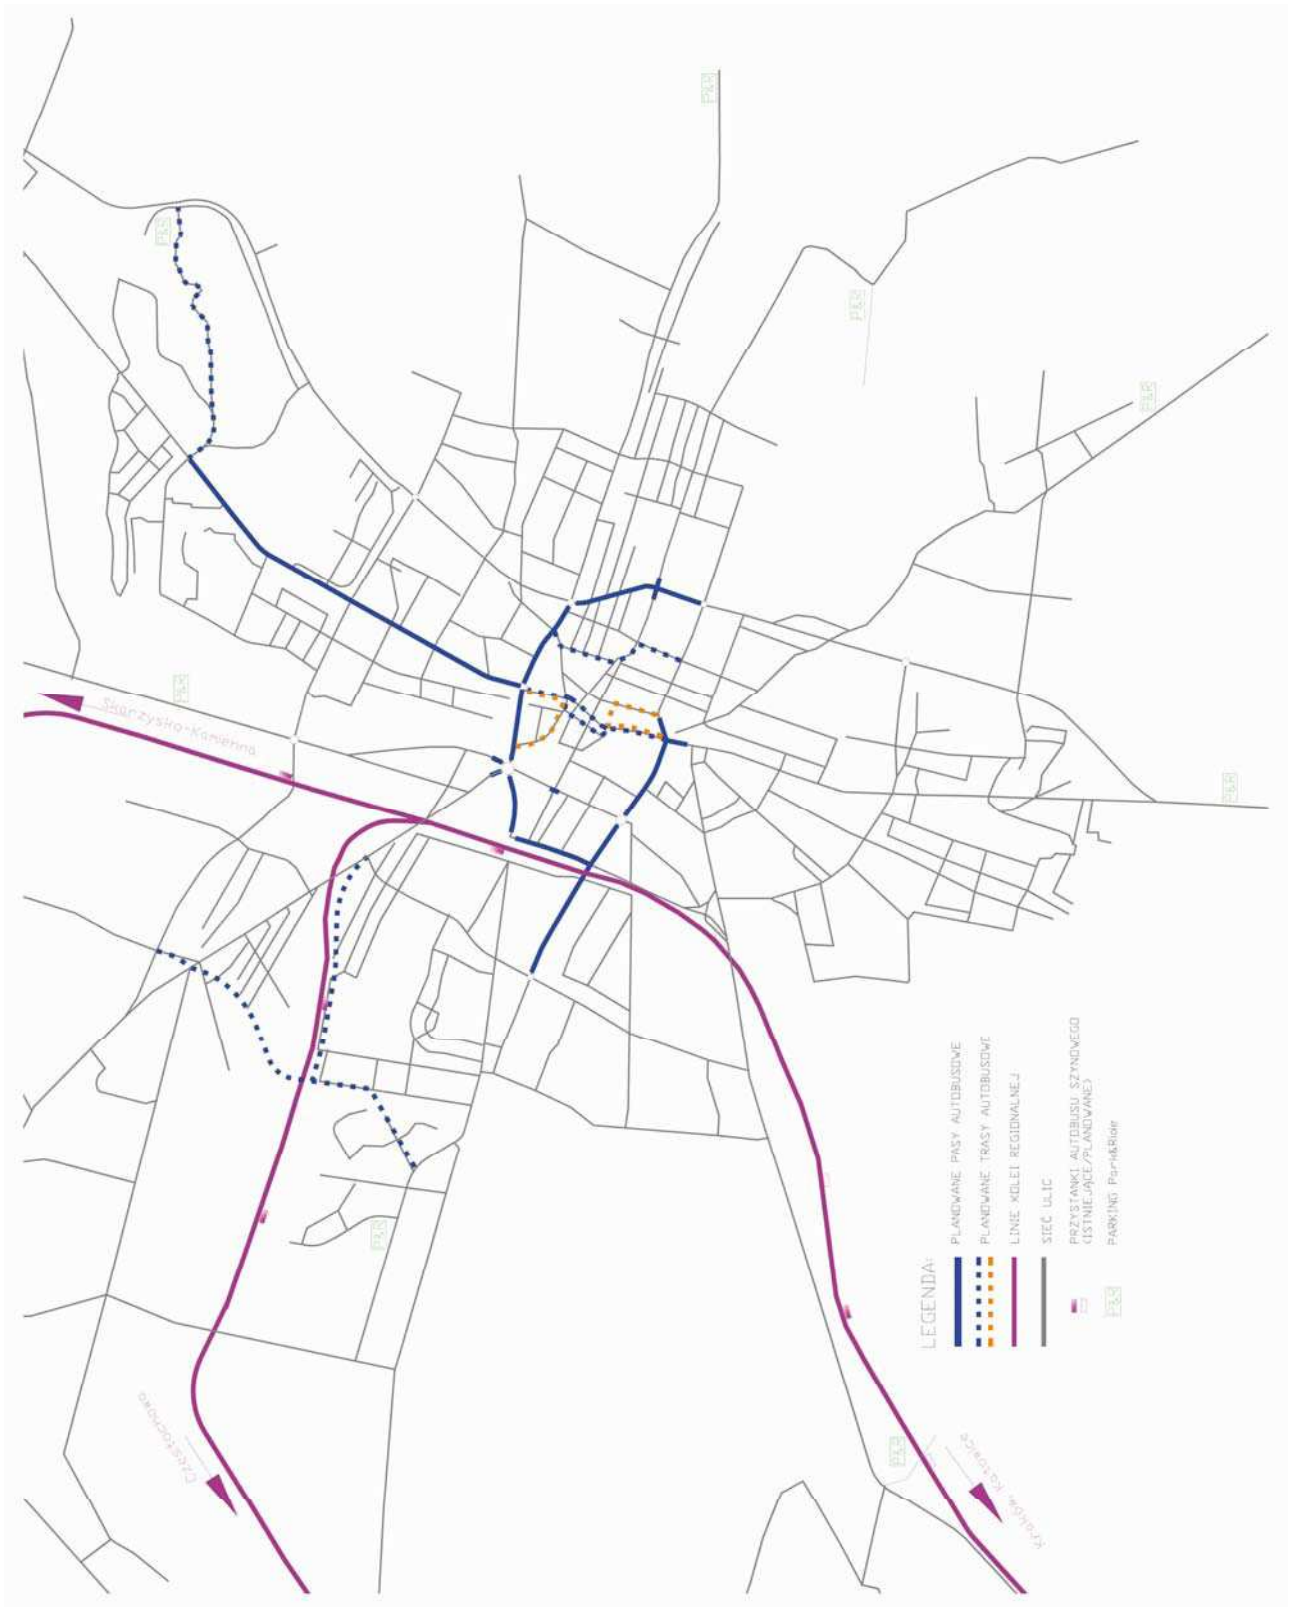 P&R
P&R
P&R
P&R
P&R
Skarżysko-Kamienna
P&R
P&R
P&R
Częstochowa
P&R
Kraków, Katowice
LEGENDA:
PLANOWANE PASY AUTOBUSOWE
PLANOWANE TRASY AUTOBUSOWE
LINIE KOLEI REGIONALNEJ
SIEĆ ULIC
PRZYSTANKI AUTOBUSU SZYNOWEGO
(ISTNIEJĄCE/PLANOWANE)
P&R PARKING Park&Ride